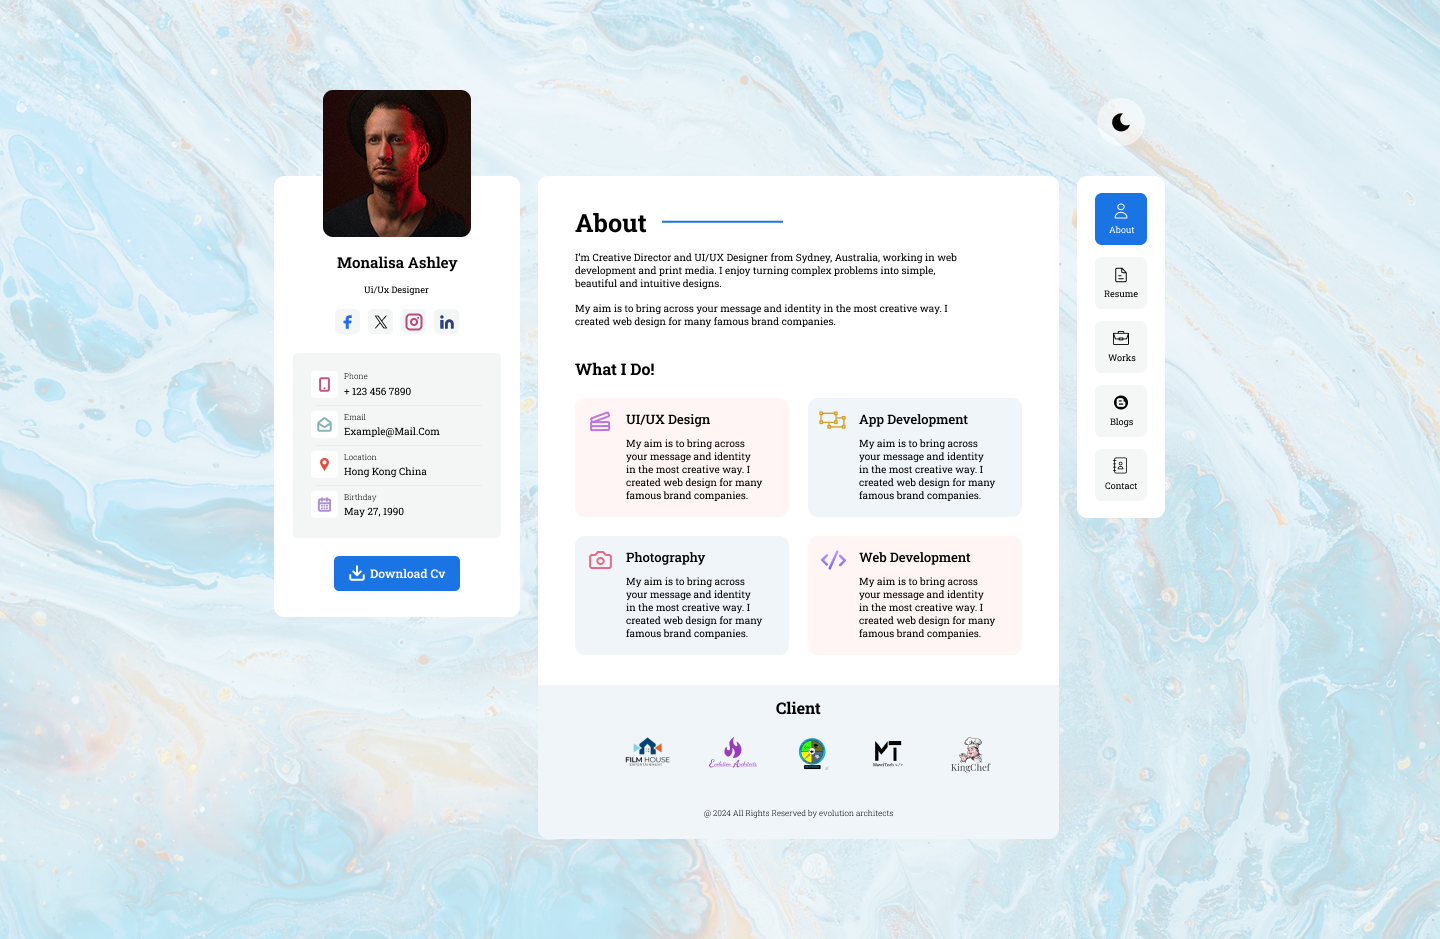 Monalisa Ashley
Ui/Ux Designer
Phone
+ 123 456 7890
Email
Example@Mail.Com
Location
Hong Kong China
Birthday
May 27, 1990
Download Cv
About
I'm Creative Director and UI/UX Designer from Sydney, Australia, working in web
development and print media. I enjoy turning complex problems into simple,
beautiful and intuitive designs.
My aim is to bring across your message and identity in the most creative way. I
created web design for many famous brand companies.
What I Do!
UI/UX Design
My aim is to bring across
your message and identity
in the most creative way. I
created web design for many
famous brand companies.
App Development
My aim is to bring across
your message and identity
in the most creative way. I
created web design for many
famous brand companies.
Photography
My aim is to bring across
your message and identity
in the most creative way. I
created web design for many
famous brand companies.
Web Development
My aim is to bring across
your message and identity
in the most creative way. I
created web design for many
famous brand companies.
Client
FILM HOUSE
ENTERTAINMENT
Evolution Architects
MT
KingChef
@ 2024 All Rights Reserved by evolution architects
About
Resume
Works
Blogs
Contact